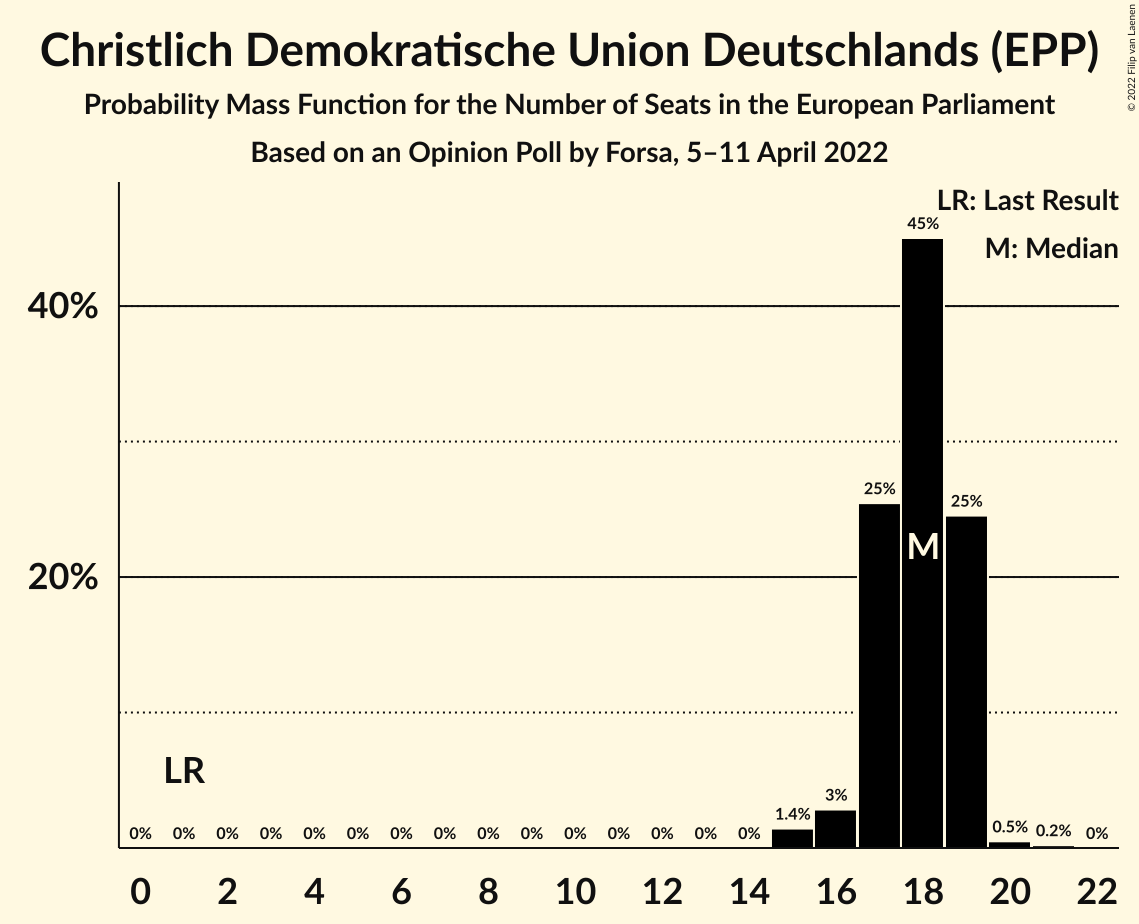 Christlich Demokratische Union Deutschlands (EPP)
Probability Mass Function for the Number of Seats in the European Parliament
Based on an Opinion Poll by Forsa, 5–11 April 2022
© 2022 Filip van Laenen
LR: Last Result
M: Median
45%
40%
25%
25%
M
20%
LR
3%
1.4%
0% 0% 0% 0% 0% 0% 0% 0% 0% 0% 0% 0% 0% 0% 0% 0.5% 0.2% 0%
0 2 4 6 8 10 12 14 16 18 20 22